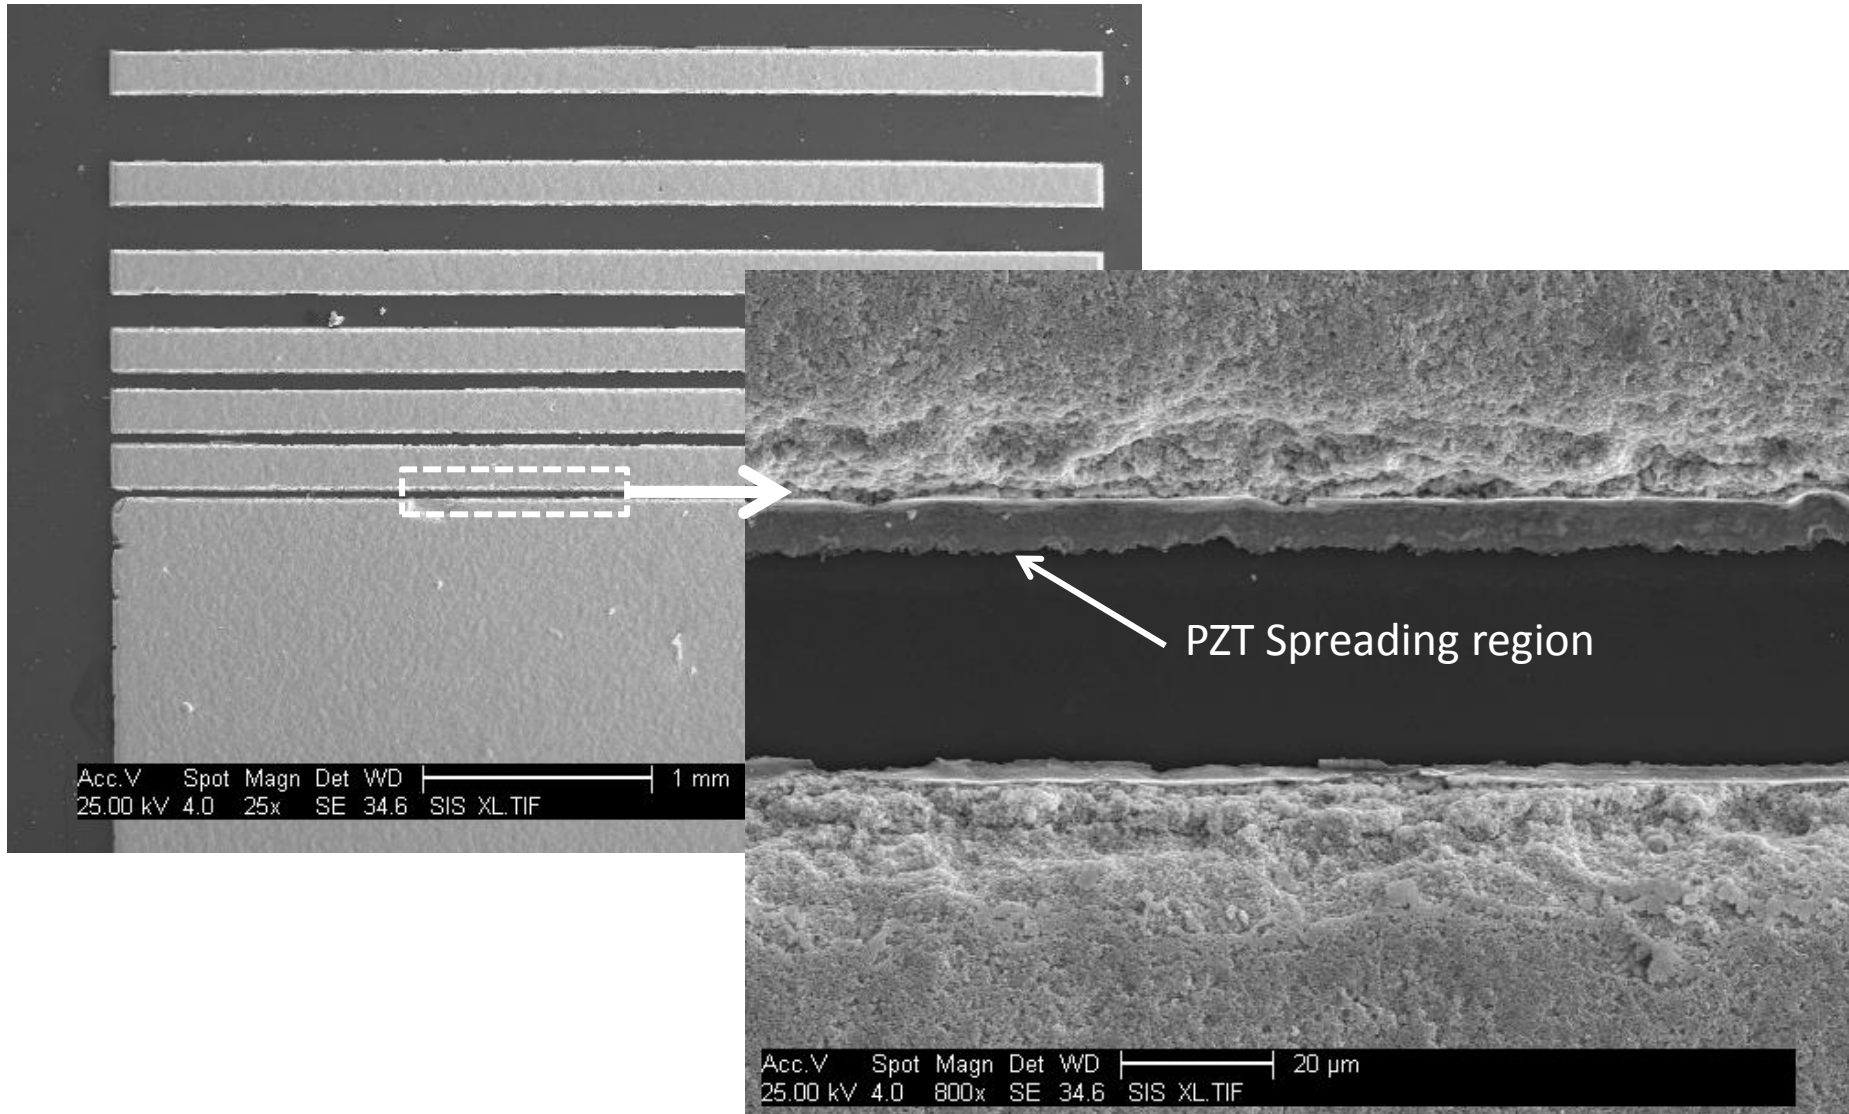 PZT Spreading region
Acc.V Spot Magn Det WD 1 mm
25.00 kV 4.0 25x SE 34.6 SIS XL.TIF
Acc.V Spot Magn Det WD 20 µm
25.00 kV 4.0 800x SE 34.6 SIS XL.TIF